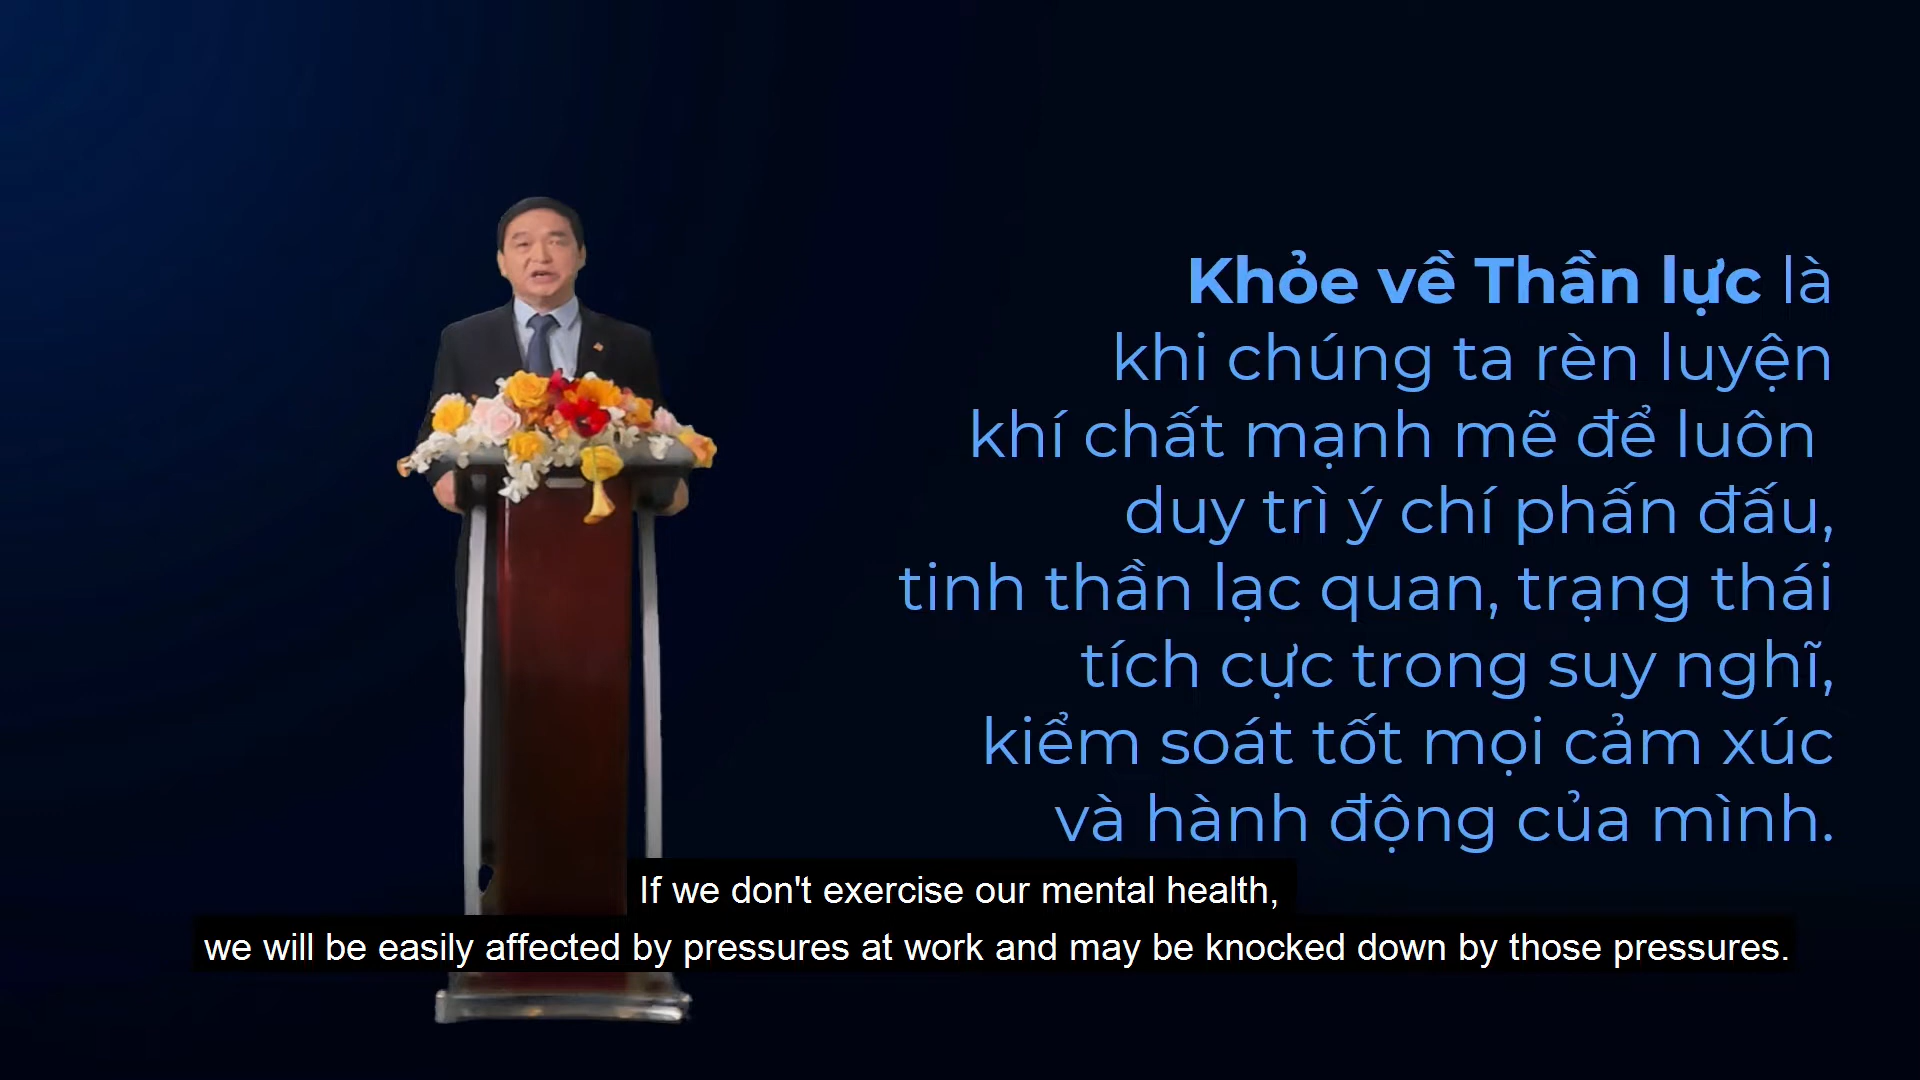 Khỏe về Thần lực là
khi chúng ta rèn luyện
khí chất mạnh mẽ để luôn
duy trì ý chí phấn đấu,
tinh thần lạc quan, trạng thái
tích cực trong suy nghĩ,
kiểm soát tốt mọi cảm xúc
và hành động của mình.
If we don't exercise our mental health,
we will be easily affected by pressures at work and may be knocked down by those pressures.